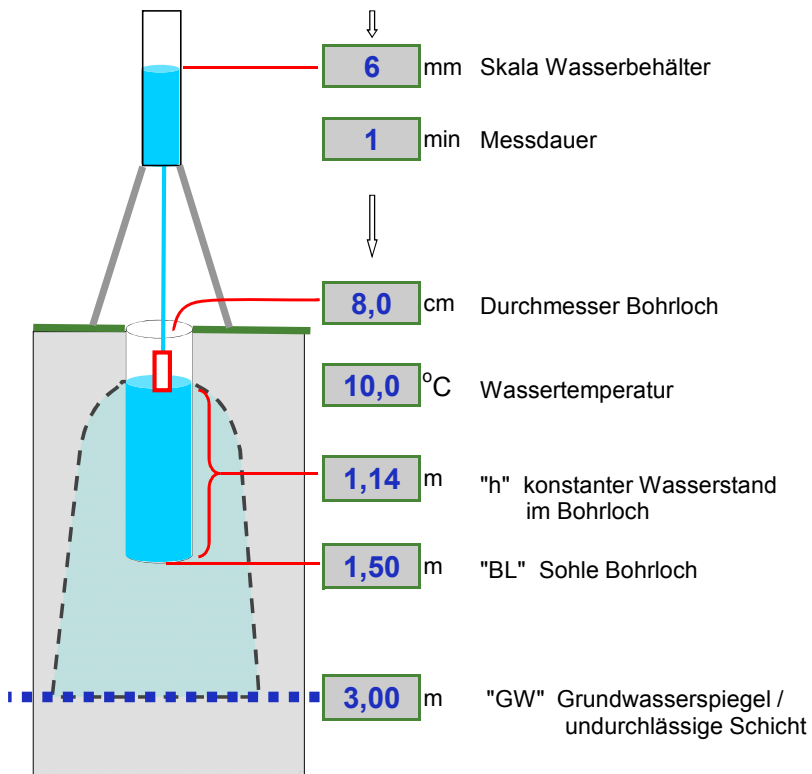 6 mm Skala Wasserbehälter
1 min Messdauer
8,0 cm Durchmesser Bohrloch
10,0 °C Wassertemperatur
1,14 m "h" konstanter Wasserstand
im Bohrloch
1,50 m "BL" Sohle Bohrloch
3,00 m "GW" Grundwasserspiegel /
undurchlässige Schicht